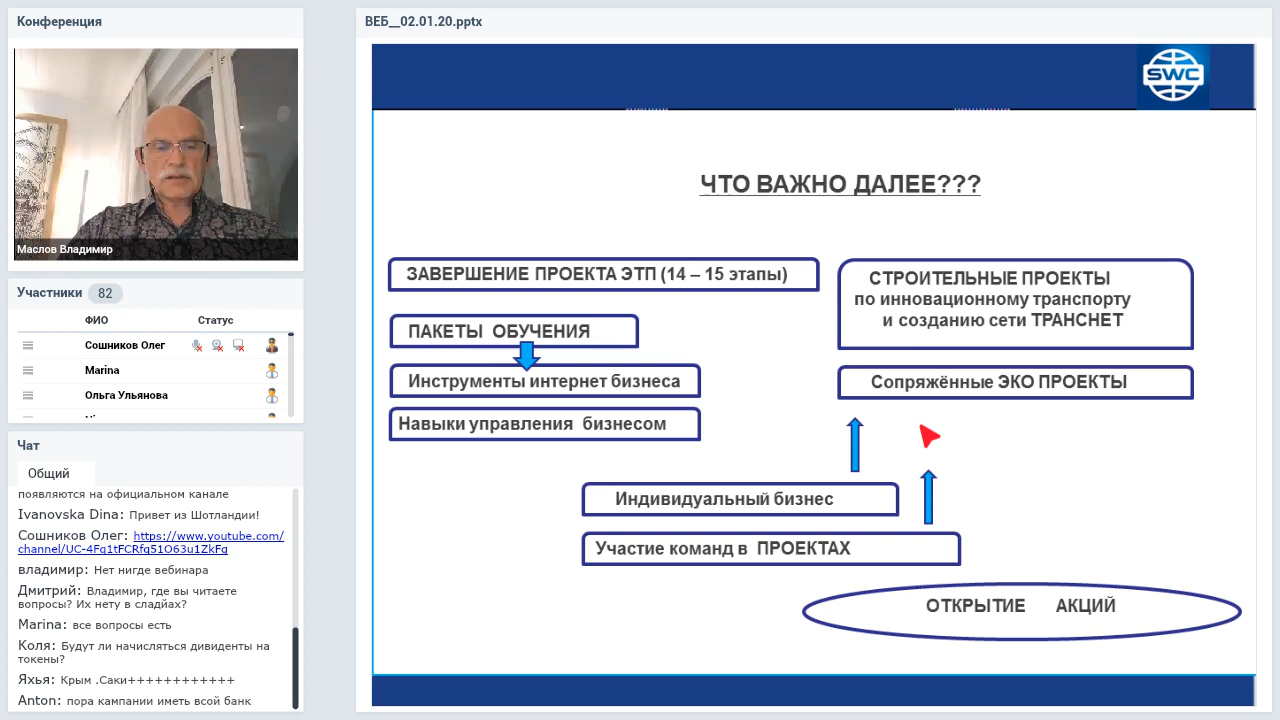 Конференция
Маслов Владимир
Участники 82
ФИО Статус
Сошников Олег
Marina
Ольга Ульянова
Чат
Общий
появляются на официальном канале
Ivanovska Dina: Привет из Шотландии!
Сошников Олег: https://www.youtube.com/
channel/UC-4Fq1tFCRfq51O63u1ZkFg
владимир: Нет нигде вебинара
Дмитрий: Владимир, где вы читаете
вопросы? Их нету в сладйах?
Marina: все вопросы есть
Коля: Будут ли начисляться дивиденты на
токены?
Яхья: Крым .Саки++++++++++++
Anton: пора кампании иметь всой банк
ВЕБ__02.01.20.pptx
SWC
ЧТО ВАЖНО ДАЛЕЕ???
ЗАВЕРШЕНИЕ ПРОЕКТА ЭТП (14 – 15 этапы)
ПАКЕТЫ ОБУЧЕНИЯ
Инструменты интернет бизнеса
Навыки управления бизнесом
СТРОИТЕЛЬНЫЕ ПРОЕКТЫ
по инновационному транспорту
и созданию сети ТРАНСНЕТ
Сопряжённые ЭКО ПРОЕКТЫ
Индивидуальный бизнес
Участие команд в ПРОЕКТАХ
ОТКРЫТИЕ АКЦИЙ